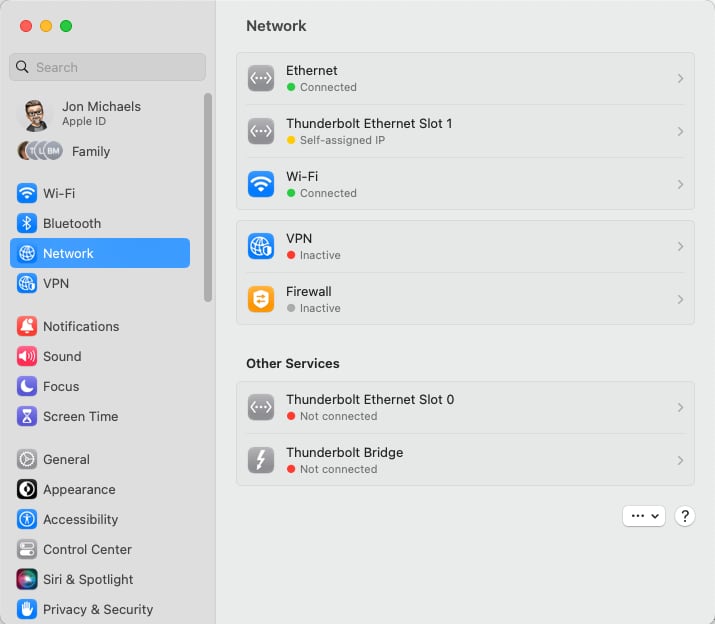 Search
Jon Michaels
Apple ID
T L BM Family
Wi-Fi
Bluetooth
Network
VPN
Notifications
Sound
Focus
Screen Time
General
Appearance
Accessibility
Control Center
Siri & Spotlight
Privacy & Security
Network
Ethernet
Connected
Thunderbolt Ethernet Slot 1
Self-assigned IP
Wi-Fi
Connected
VPN
Inactive
Firewall
Inactive
Other Services
Thunderbolt Ethernet Slot 0
Not connected
Thunderbolt Bridge
Not connected
... ?